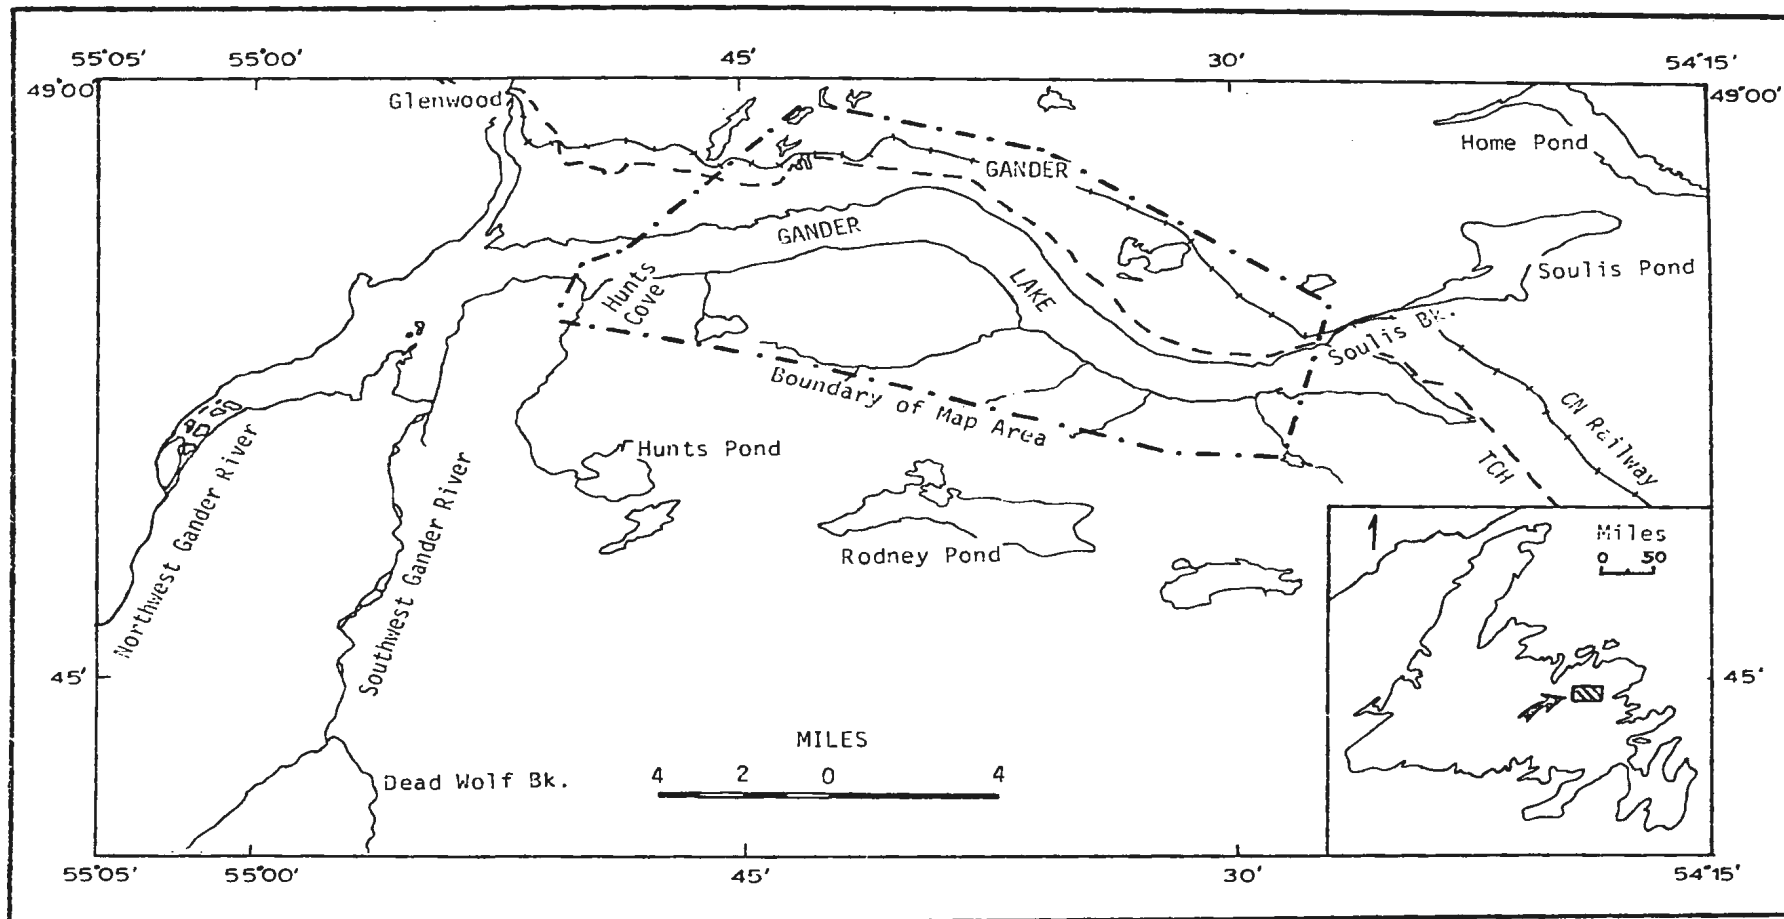 55°05′ 55°00′ 45′ 30′ 54°15′
49°00′ 49°00′
Glenwood
Home Pond
GANDER
GANDER
LAKE
Hunts
Cove
Soulis Pond
Soulis Bk.
Boundary of Map Area
CN Railway
TCH
Hunts Pond
Rodney Pond
Northwest Gander River
Southwest Gander River
Miles
0 50
45′ 45′
MILES
4 2 0 4
Dead Wolf Bk.
55°05′ 55°00′ 45′ 30′ 54°15′